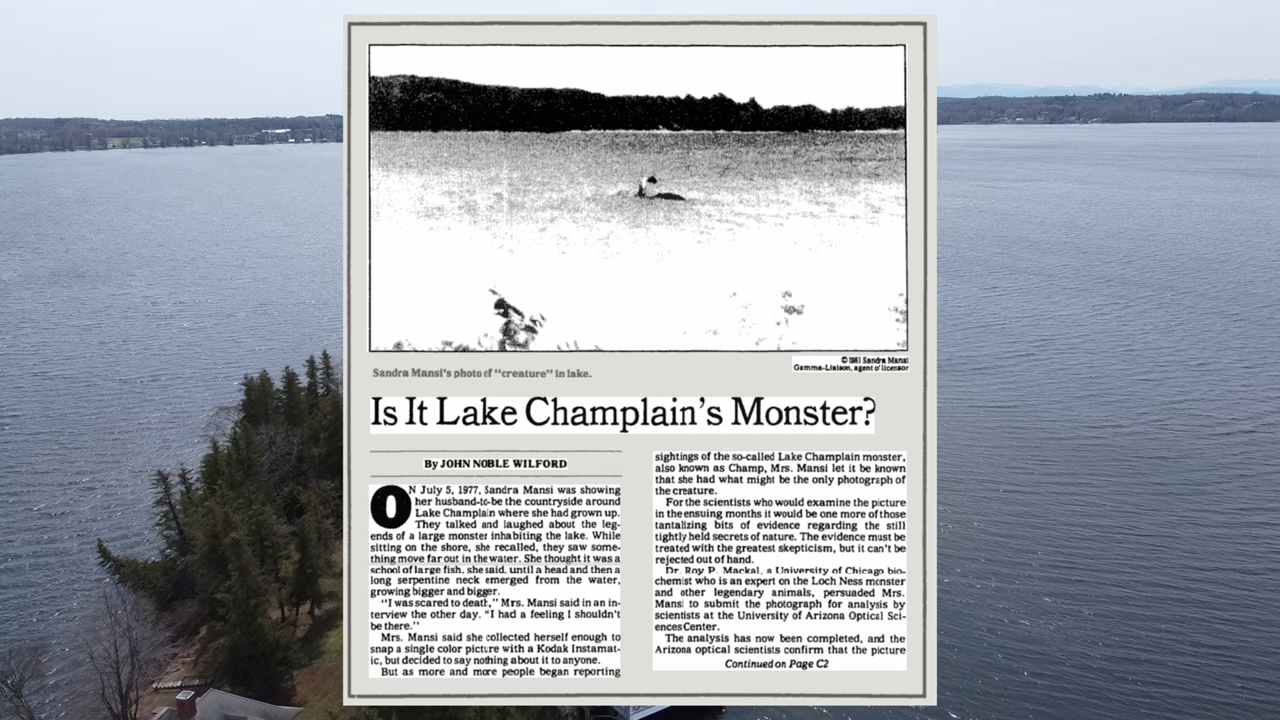 ©1981 Sandra Mansi
Gamma-Liaison, agent of licensor
Sandra Mansi's photo of "creature" in lake.
Is It Lake Champlain's Monster?
By JOHN NOBLE WILFORD
ON July 5, 1977, Sandra Mansi was showing
her husband-to-be the countryside around
Lake Champlain where she had grown up.
They talked and laughed about the leg-
ends of a large monster inhabiting the lake. While
sitting on the shore, she recalled, they saw some-
thing move far out in the water. She thought it was a
school of large fish, she said, until a head and then a
long serpentine neck emerged from the water,
growing bigger and bigger.
"I was scared to death," Mrs. Mansi said in an in-
terview the other day. "I had a feeling I shouldn't
be there."
Mrs. Mansi said she collected herself enough to
snap a single color picture with a Kodak Instamat-
ic, but decided to say nothing about it to anyone.
But as more and more people began reporting
sightings of the so-called Lake Champlain monster,
also known as Champ, Mrs. Mansi let it be known
that she had what might be the only photograph of
the creature.
For the scientists who would examine the picture
in the ensuing months it would be one more of those
tantalizing bits of evidence regarding the still
tightly held secrets of nature. The evidence must be
treated with the greatest skepticism, but it can't be
rejected out of hand.
Dr. Roy P. Mackal, a University of Chicago bio-
chemist who is an expert on the Loch Ness monster
and other legendary animals, persuaded Mrs.
Mansi to submit the photograph for analysis by
scientists at the University of Arizona Optical Sci-
ences Center.
The analysis has now been completed, and the
Arizona optical scientists confirm that the picture
Continued on Page C2